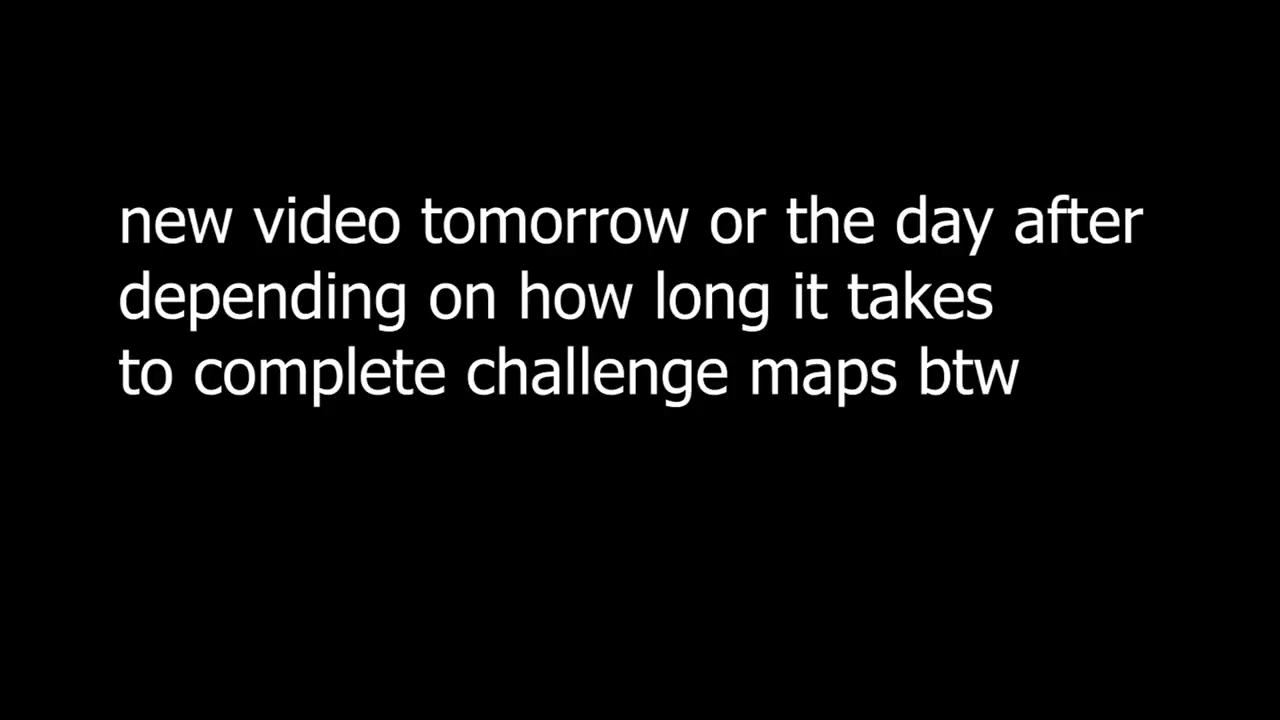 new video tomorrow or the day after
depending on how long it takes
to complete challenge maps btw